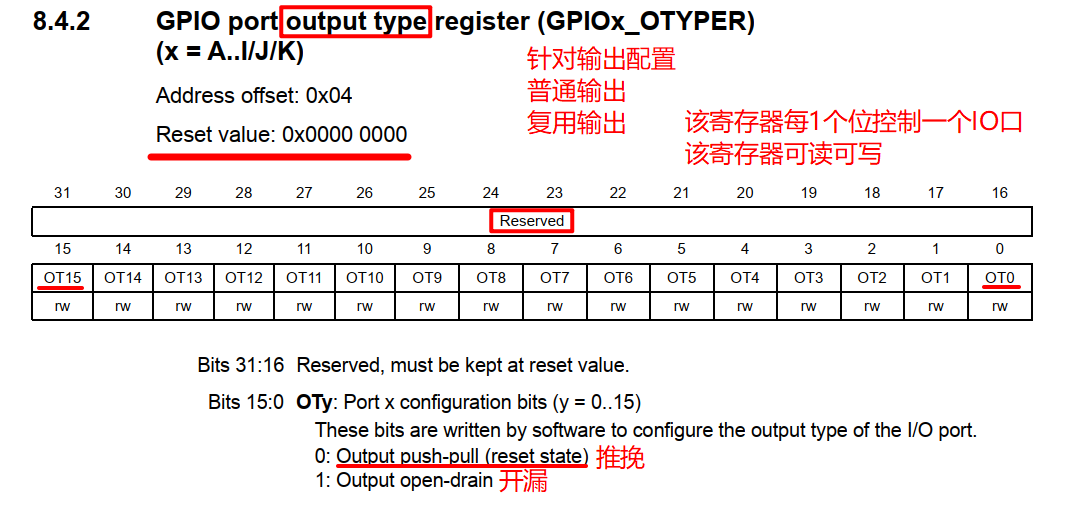 8.4.2 GPIO port output type register (GPIOx_OTYPER)
(x = A..I/J/K)
针对输出配置
普通输出
复用输出
Address offset: 0x04
Reset value: 0x0000 0000
该寄存器每1个位控制一个IO口
该寄存器可读可写
31 30 29 28 27 26 25 24 23 22 21 20 19 18 17 16
Reserved
15 14 13 12 11 10 9 8 7 6 5 4 3 2 1 0
OT15 OT14 OT13 OT12 OT11 OT10 OT9 OT8 OT7 OT6 OT5 OT4 OT3 OT2 OT1 OT0
rw rw rw rw rw rw rw rw rw rw rw rw rw rw rw rw
Bits 31:16 Reserved, must be kept at reset value.
Bits 15:0 OTy: Port x configuration bits (y = 0..15)
These bits are written by software to configure the output type of the I/O port.
0: Output push-pull (reset state) 推挽
1: Output open-drain 开漏